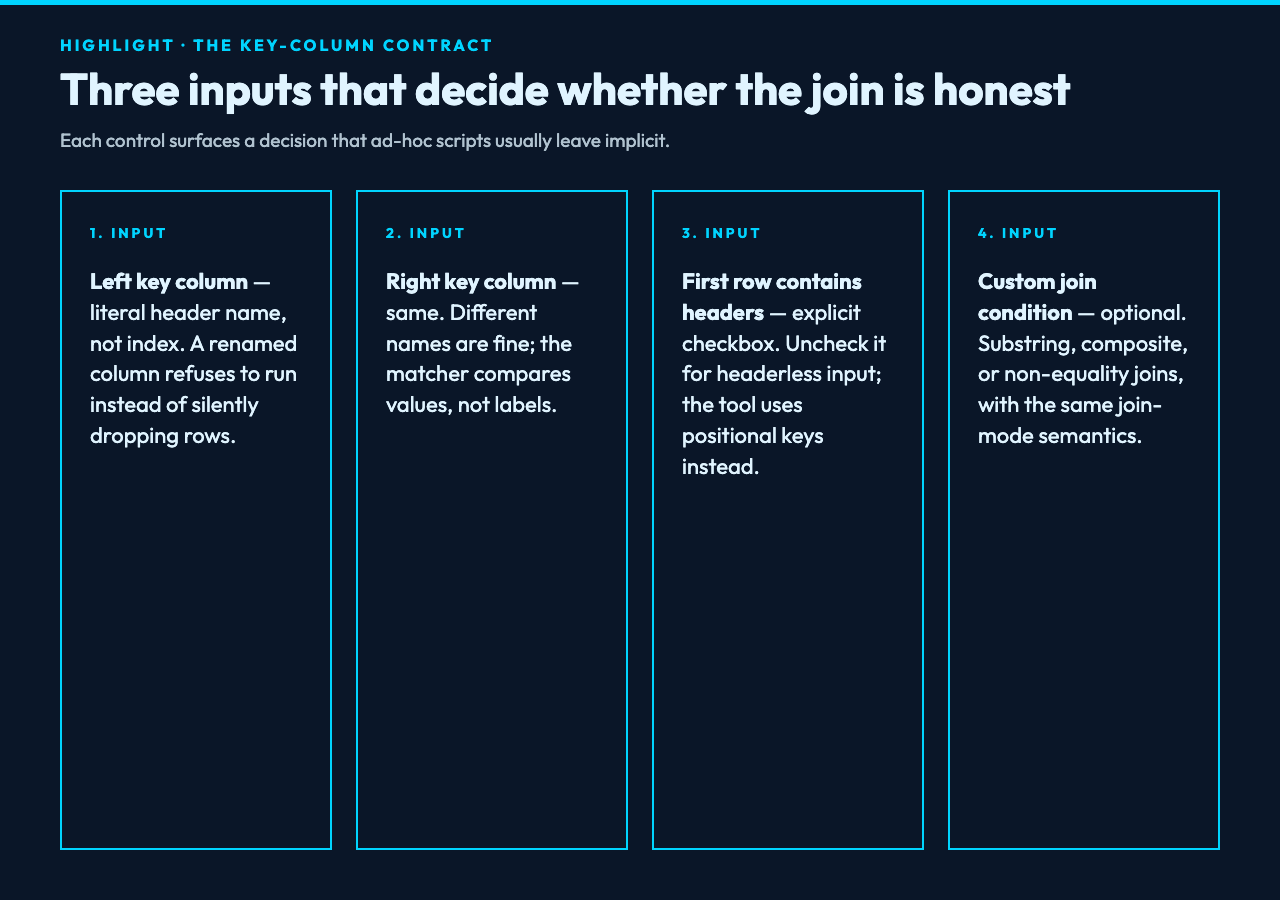 HIGHLIGHT · THE KEY-COLUMN CONTRACT
Three inputs that decide whether the join is honest
Each control surfaces a decision that ad-hoc scripts usually leave implicit.
1. INPUT
Left key column —
literal header name,
not index. A renamed
column refuses to run
instead of silently
dropping rows.
2. INPUT
Right key column —
same. Different
names are fine; the
matcher compares
values, not labels.
3. INPUT
First row contains
headers — explicit
checkbox. Uncheck it
for headerless input;
the tool uses
positional keys
instead.
4. INPUT
Custom join
condition — optional.
Substring, composite,
or non-equality joins,
with the same join-
mode semantics.